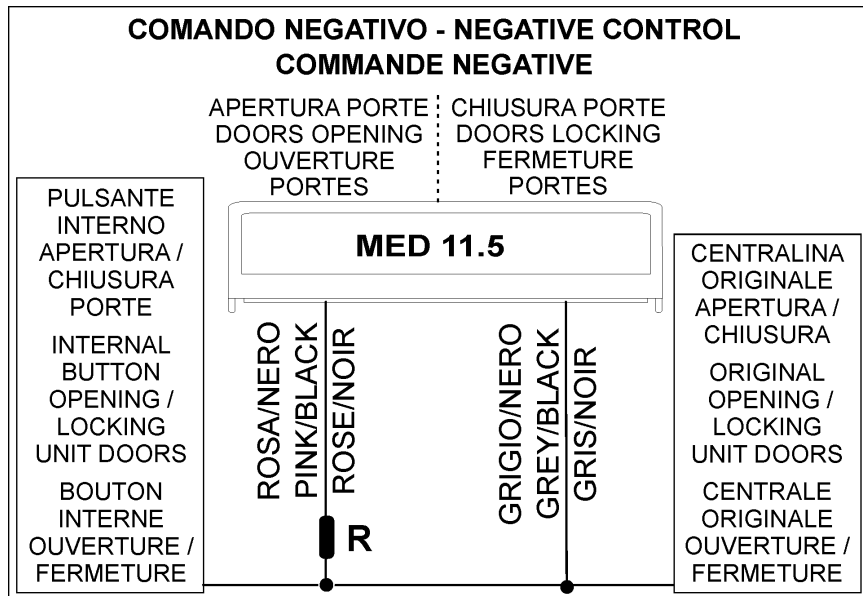 COMANDO NEGATIVO - NEGATIVE CONTROL
COMMANDE NEGATIVE
APERTURA PORTE
DOORS OPENING
OUVERTURE
PORTES
CHIUSURA PORTE
DOORS LOCKING
FERMETURE
PORTES
PULSANTE
INTERNO
APERTURA /
CHIUSURA
PORTE
INTERNAL
BUTTON
OPENING /
LOCKING
UNIT DOORS
BOUTON
INTERNE
OUVERTURE /
FERMETURE
MED 11.5
ROSA/NERO
PINK/BLACK
ROSE/NOIR
R
GRIGIO/NERO
GREY/BLACK
GRIS/NOIR
CENTRALINA
ORIGINALE
APERTURA /
CHIUSURA
ORIGINAL
OPENING /
LOCKING
UNIT DOORS
CENTRALE
ORIGINALE
OUVERTURE /
FERMETURE